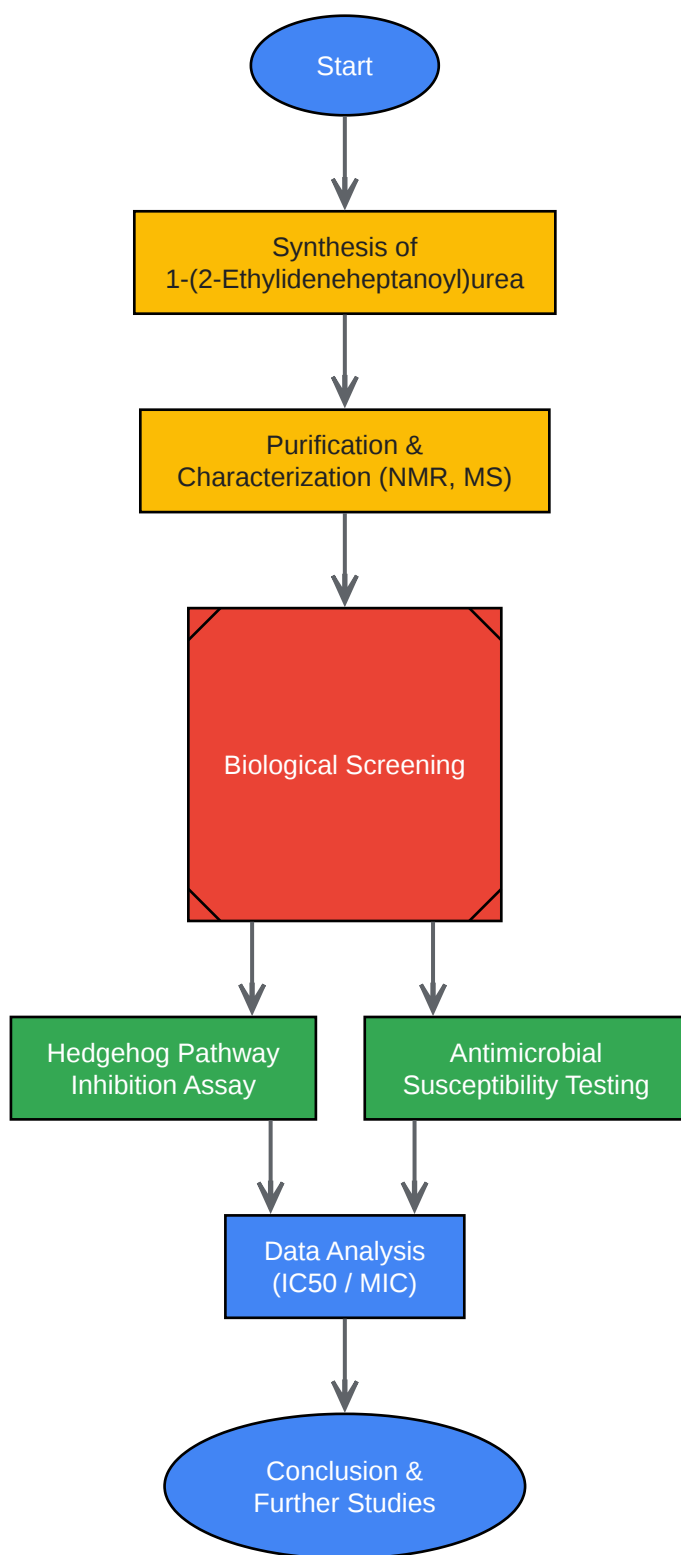 Start
Synthesis of
1-(2-Ethylideneheptanoyl)urea
Purification &
Characterization (NMR, MS)
Biological Screening
Hedgehog Pathway
Inhibition Assay
Antimicrobial
Susceptibility Testing
Data Analysis
(IC50 / MIC)
Conclusion &
Further Studies